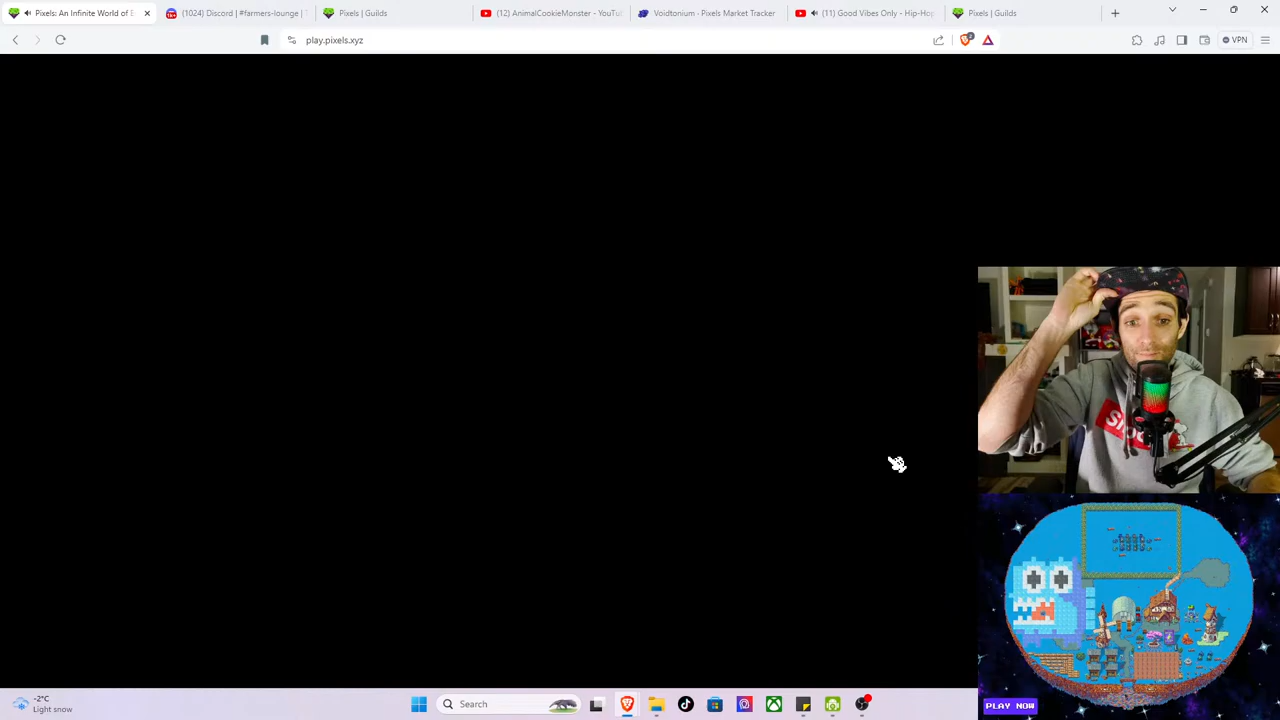 Pixels: An Infinite World of E
(1024) Discord | #farmers-lounge |
Pixels | Guilds
(12) AnimalCookieMonster - YouTu
Voidtonium - Pixels Market Tracker
(11) Good Vibes Only - Hip-Hop
Pixels | Guilds
play.pixels.xyz
VPN
PLAY NOW
-2°C
Light snow
Search